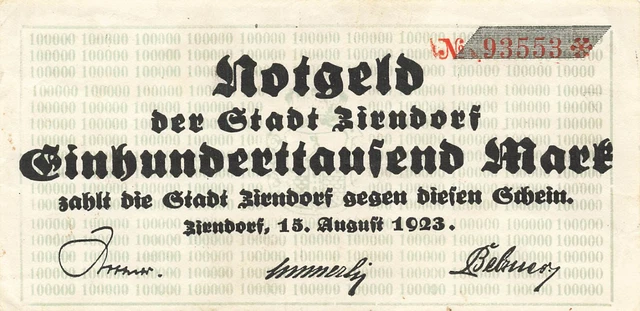 № 93553 ✻
Notgeld
der Stadt Zirndorf
Einhunderttausend Mark
zahlt die Stadt Zirndorf gegen diesen Schein.
Zirndorf, 15. August 1923.